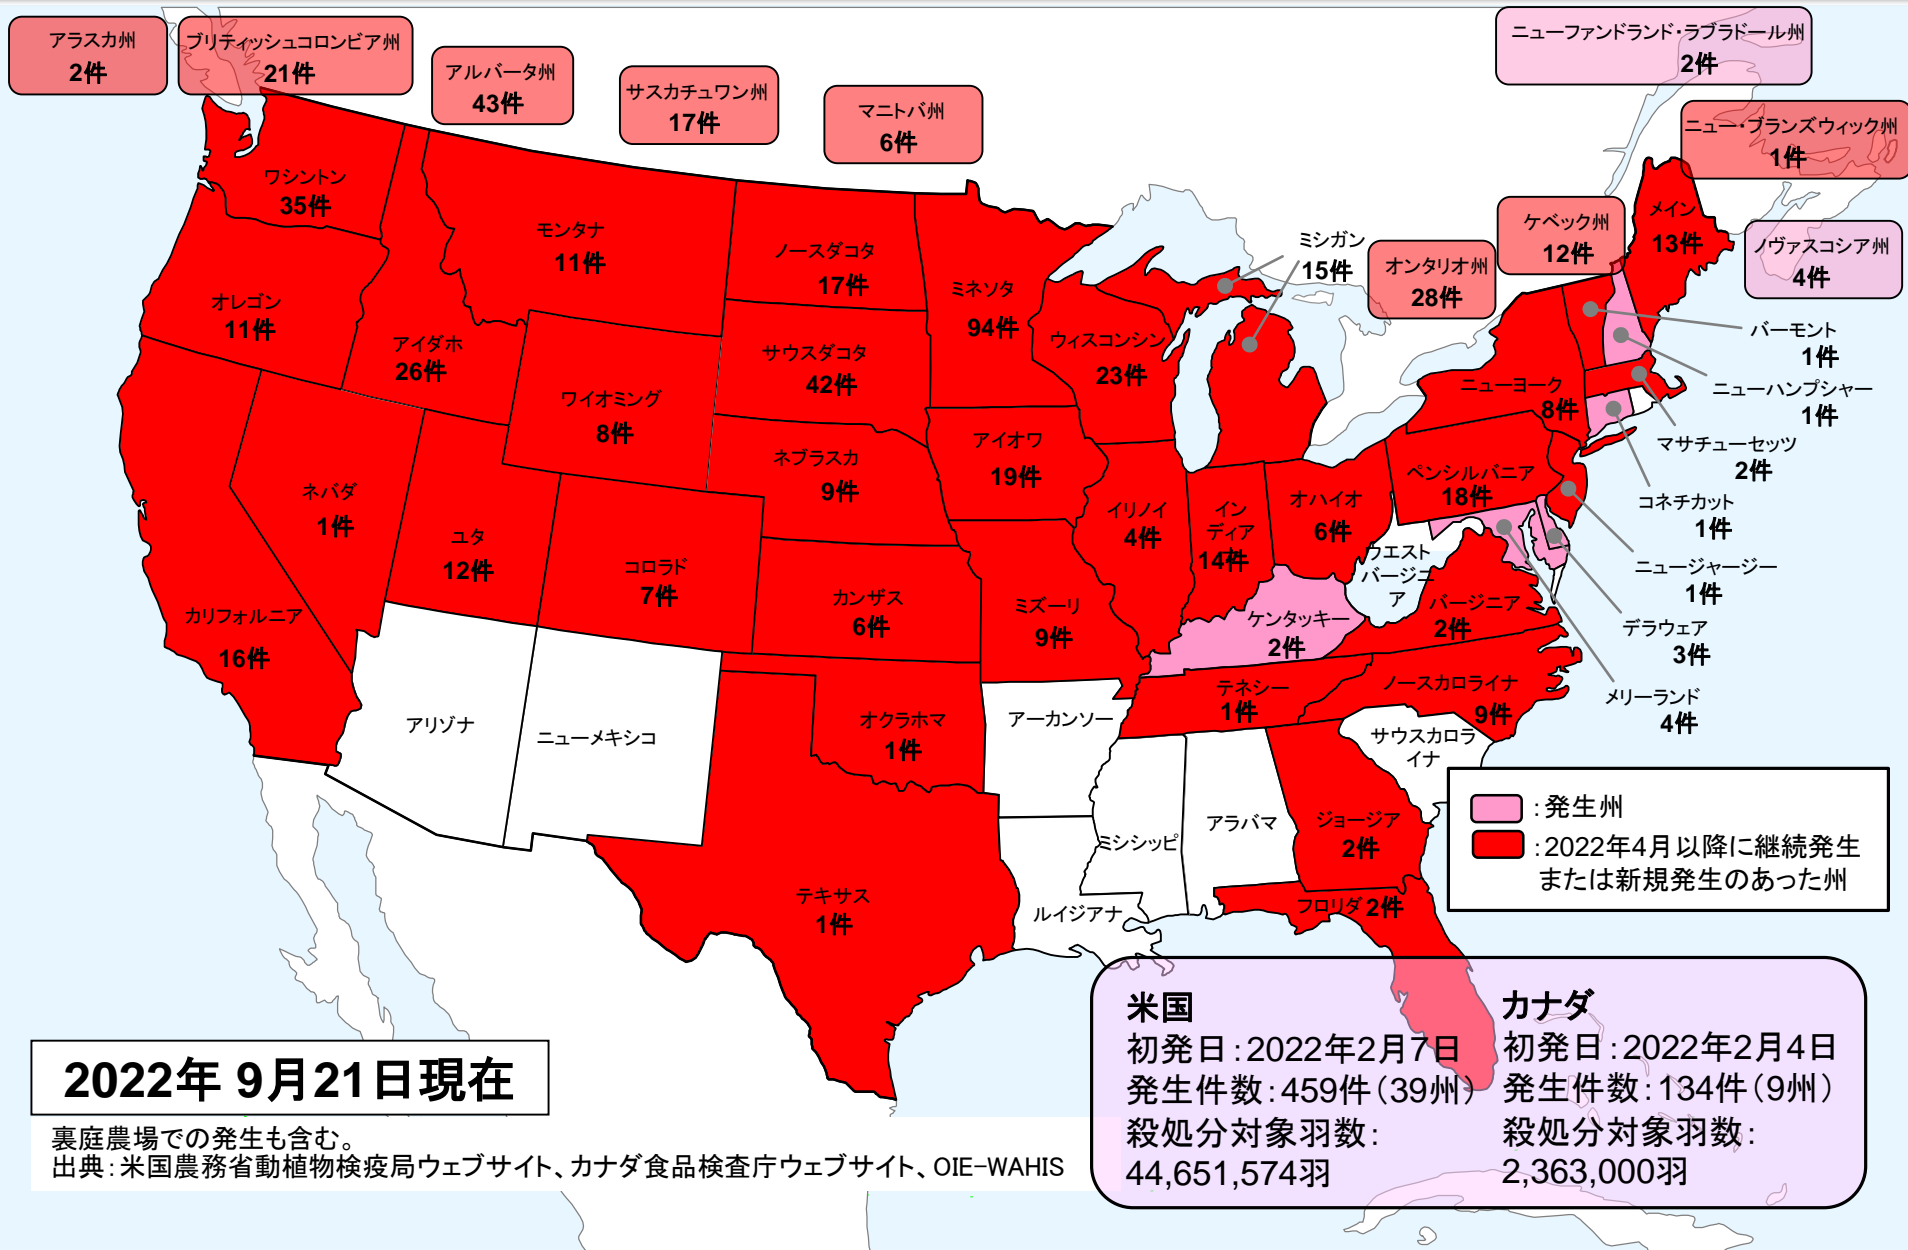 アラスカ州
2件
ブリティッシュコロンビア州
21件
アルバータ州
43件
サスカチュワン州
17件
マニトバ州
6件
ニューファンドランド・ラブラドール州
2件
ニュー・ブランズウィック州
1件
ケベック州
12件
ノヴァスコシア州
4件
オンタリオ州
28件
ワシントン
35件
モンタナ
11件
ノースダコタ
17件
ミネソタ
94件
ミシガン
15件
メイン
13件
オレゴン
11件
アイダホ
26件
サウスダコタ
42件
ウィスコンシン
23件
バーモント
1件
ニューハンプシャー
1件
ワイオミング
8件
ニューヨーク
8件
マサチューセッツ
2件
ネブラスカ
9件
アイオワ
19件
ペンシルバニア
18件
コネチカット
1件
ネバダ
1件
ユタ
12件
コロラド
7件
イリノイ
4件
イン
ディア
ナ
14件
オハイオ
6件
ウエスト
バージニ
ア
ニュージャージー
1件
カリフォルニア
16件
カンザス
6件
ミズーリ
9件
ケンタッキー
2件
バージニア
2件
デラウェア
3件
メリーランド
4件
アリゾナ
ニューメキシコ
オクラホマ
1件
アーカンソー
テネシー
1件
ノースカロライナ
9件
サウスカロラ
イナ
テキサス
1件
ルイジアナ
ミシシッピ
アラバマ
ジョージア
2件
フロリダ 2件
：発生州
：2022年4月以降に継続発生
または新規発生のあった州
米国
初発日：2022年2月7日
発生件数：459件（39州）
殺処分対象羽数：
44,651,574羽
カナダ
初発日：2022年2月4日
発生件数：134件（9州）
殺処分対象羽数：
2,363,000羽
2022年 9月21日現在
裏庭農場での発生も含む。
出典：米国農務省動植物検疫局ウェブサイト、カナダ食品検査庁ウェブサイト、OIE-WAHIS